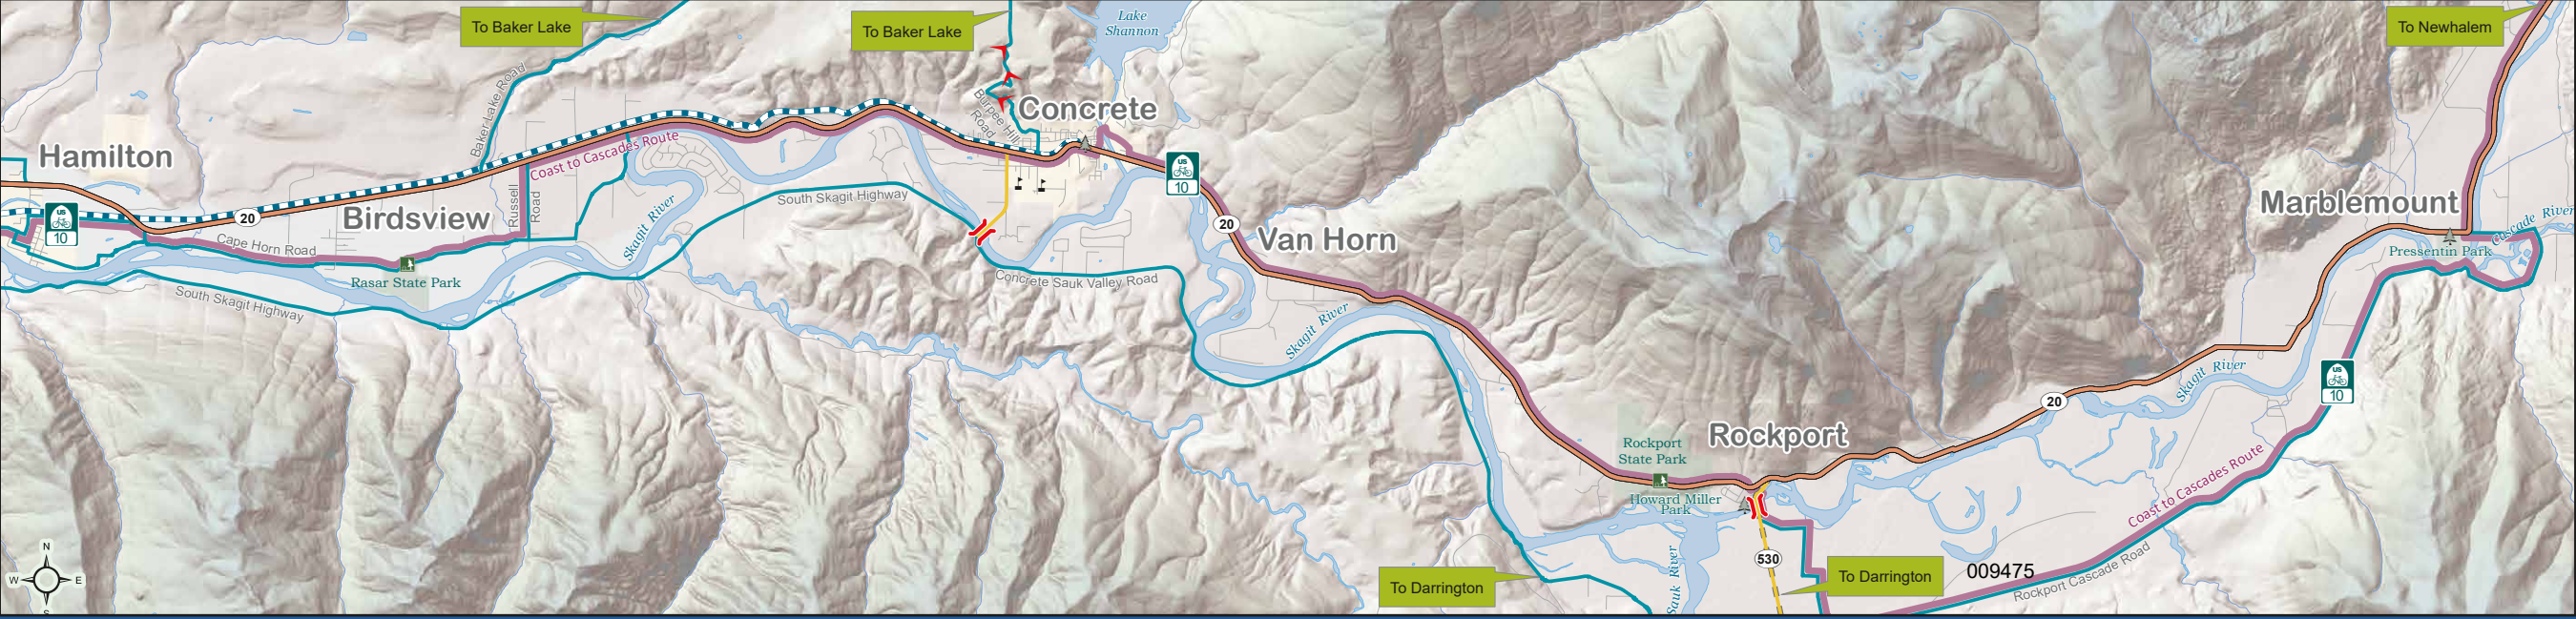 To Baker Lake
To Baker Lake
Lake
Shannon
To Newhalem
Baker Lake Road
Burpee Hill
Road
Concrete
Hamilton
Coast to Cascades Route
US
10
US
10
20
Birdsview
Russell
Road
Skagit River
South Skagit Highway
20
Van Horn
Marblemount
Cascade River
Pressentin Park
Cape Horn Road
Rasar State Park
South Skagit Highway
Concrete Sauk Valley Road
Skagit River
Skagit River
US
10
20
Rockport
Rockport
State Park
Howard Miller
Park
Coast to Cascades Route
N
W
E
S
Sauk River
530
To Darrington
To Darrington
009475
Rockport Cascade Road